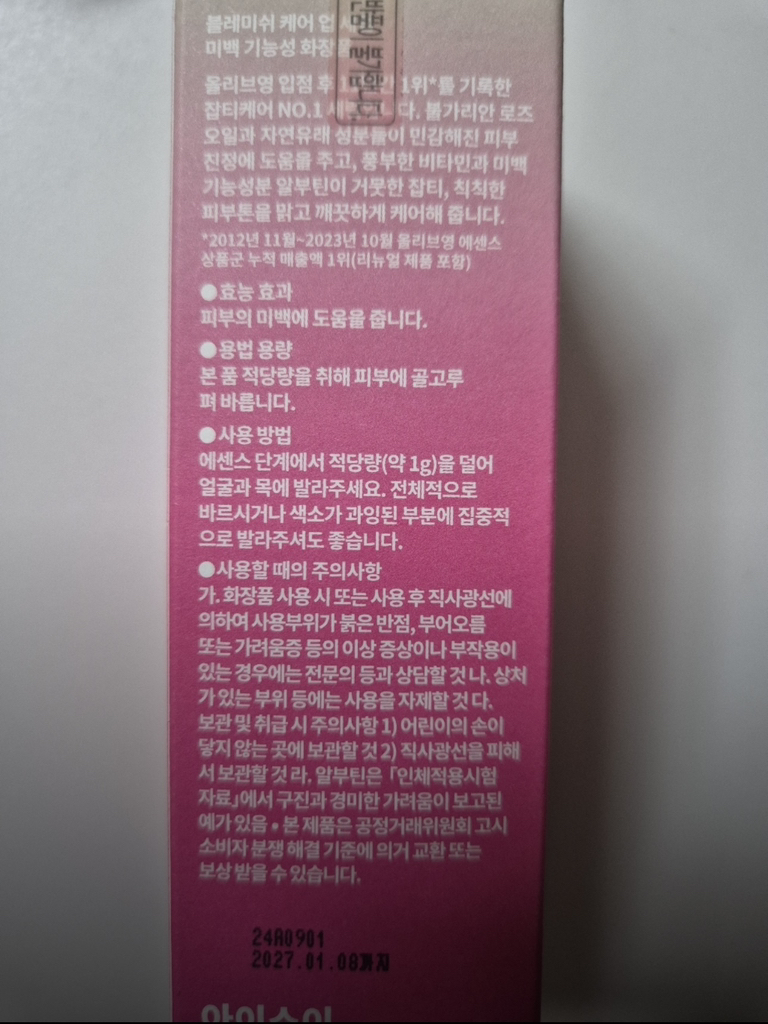 블레미쉬 케어 업
미백 기능성 화장품
올리브영 입점 후 1위*를 기록한
잡티케어 NO.1 다. 불가리안 로즈
오일과 자연유래 성분들이 민감해진 피부
진정에 도움을 주고, 풍부한 비타민과 미백
기능성분 알부틴이 거뭇한 잡티, 칙칙한
피부톤을 맑고 깨끗하게 케어해 줍니다.
*2012년 11월~2023년 10월 올리브영 에센스
상품군 누적 매출액 1위(리뉴얼 제품 포함)
●효능 효과
피부의 미백에 도움을 줍니다.
●용법 용량
본 품 적당량을 취해 피부에 골고루
펴 바릅니다.
●사용 방법
에센스 단계에서 적당량(약 1g)을 덜어
얼굴과 목에 발라주세요. 전체적으로
바르시거나 색소가 과잉된 부분에 집중적
으로 발라주셔도 좋습니다.
●사용할 때의 주의사항
가. 화장품 사용 시 또는 사용 후 직사광선에
의하여 사용부위가 붉은 반점, 부어오름
또는 가려움증 등의 이상 증상이나 부작용이
있는 경우에는 전문의 등과 상담할 것 나. 상처
가 있는 부위 등에는 사용을 자제할 것 다.
보관 및 취급 시 주의사항 1) 어린이의 손이
닿지 않는 곳에 보관할 것 2) 직사광선을 피해
서 보관할 것 라. 알부틴은 「인체적용시험
자료」에서 구진과 경미한 가려움이 보고된
예가 있음 • 본 제품은 공정거래위원회 고시
소비자 분쟁 해결 기준에 의거 교환 또는
보상 받을 수 있습니다.
24A0901
2027.01.08까지